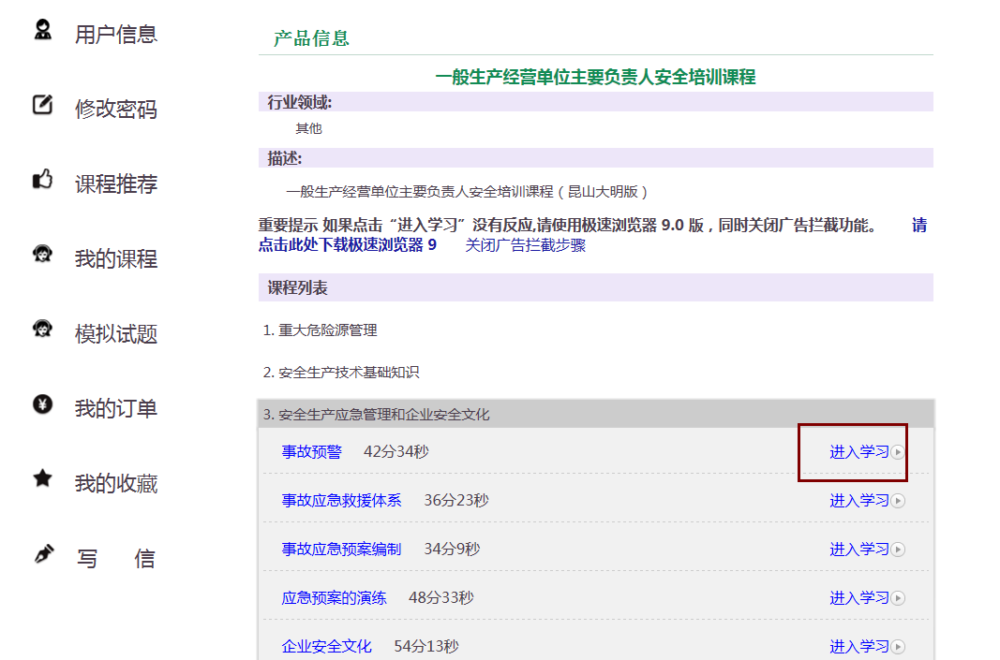 用户信息
修改密码
课程推荐
我的课程
模拟试题
我的订单
我的收藏
写 信
产品信息
一般生产经营单位主要负责人安全培训课程
行业领域:
其他
描述:
一般生产经营单位主要负责人安全培训课程（昆山大明版）
重要提示 如果点击“进入学习”没有反应,请使用极速浏览器 9.0 版，同时关闭广告拦截功能。 请
点击此处下载极速浏览器 9 关闭广告拦截步骤
课程列表
1. 重大危险源管理
2. 安全生产技术基础知识
3. 安全生产应急管理和企业安全文化
事故预警 42分34秒 进入学习
事故应急救援体系 36分23秒 进入学习
事故应急预案编制 34分9秒 进入学习
应急预案的演练 48分33秒 进入学习
企业安全文化 54分13秒 进入学习